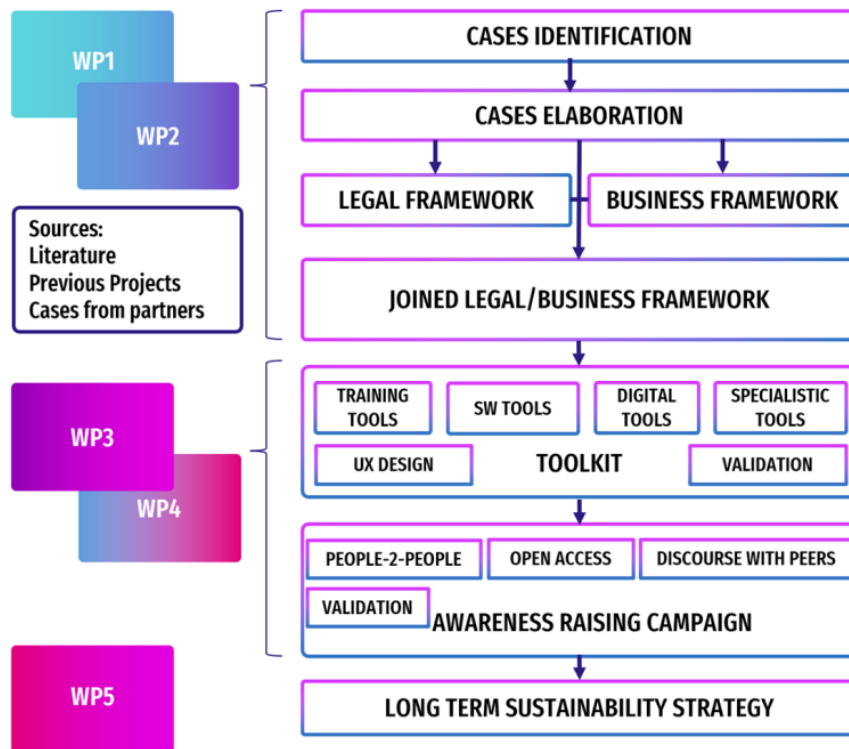 WP1
WP2
Sources:
Literature
Previous Projects
Cases from partners
WP3
WP4
WP5
CASES IDENTIFICATION
CASES ELABORATION
LEGAL FRAMEWORK
BUSINESS FRAMEWORK
JOINED LEGAL/BUSINESS FRAMEWORK
TRAINING
TOOLS
SW TOOLS
DIGITAL
TOOLS
SPECIALISTIC
TOOLS
UX DESIGN
TOOLKIT
VALIDATION
PEOPLE-2-PEOPLE
OPEN ACCESS
DISCOURSE WITH PEERS
VALIDATION
AWARENESS RAISING CAMPAIGN
LONG TERM SUSTAINABILITY STRATEGY